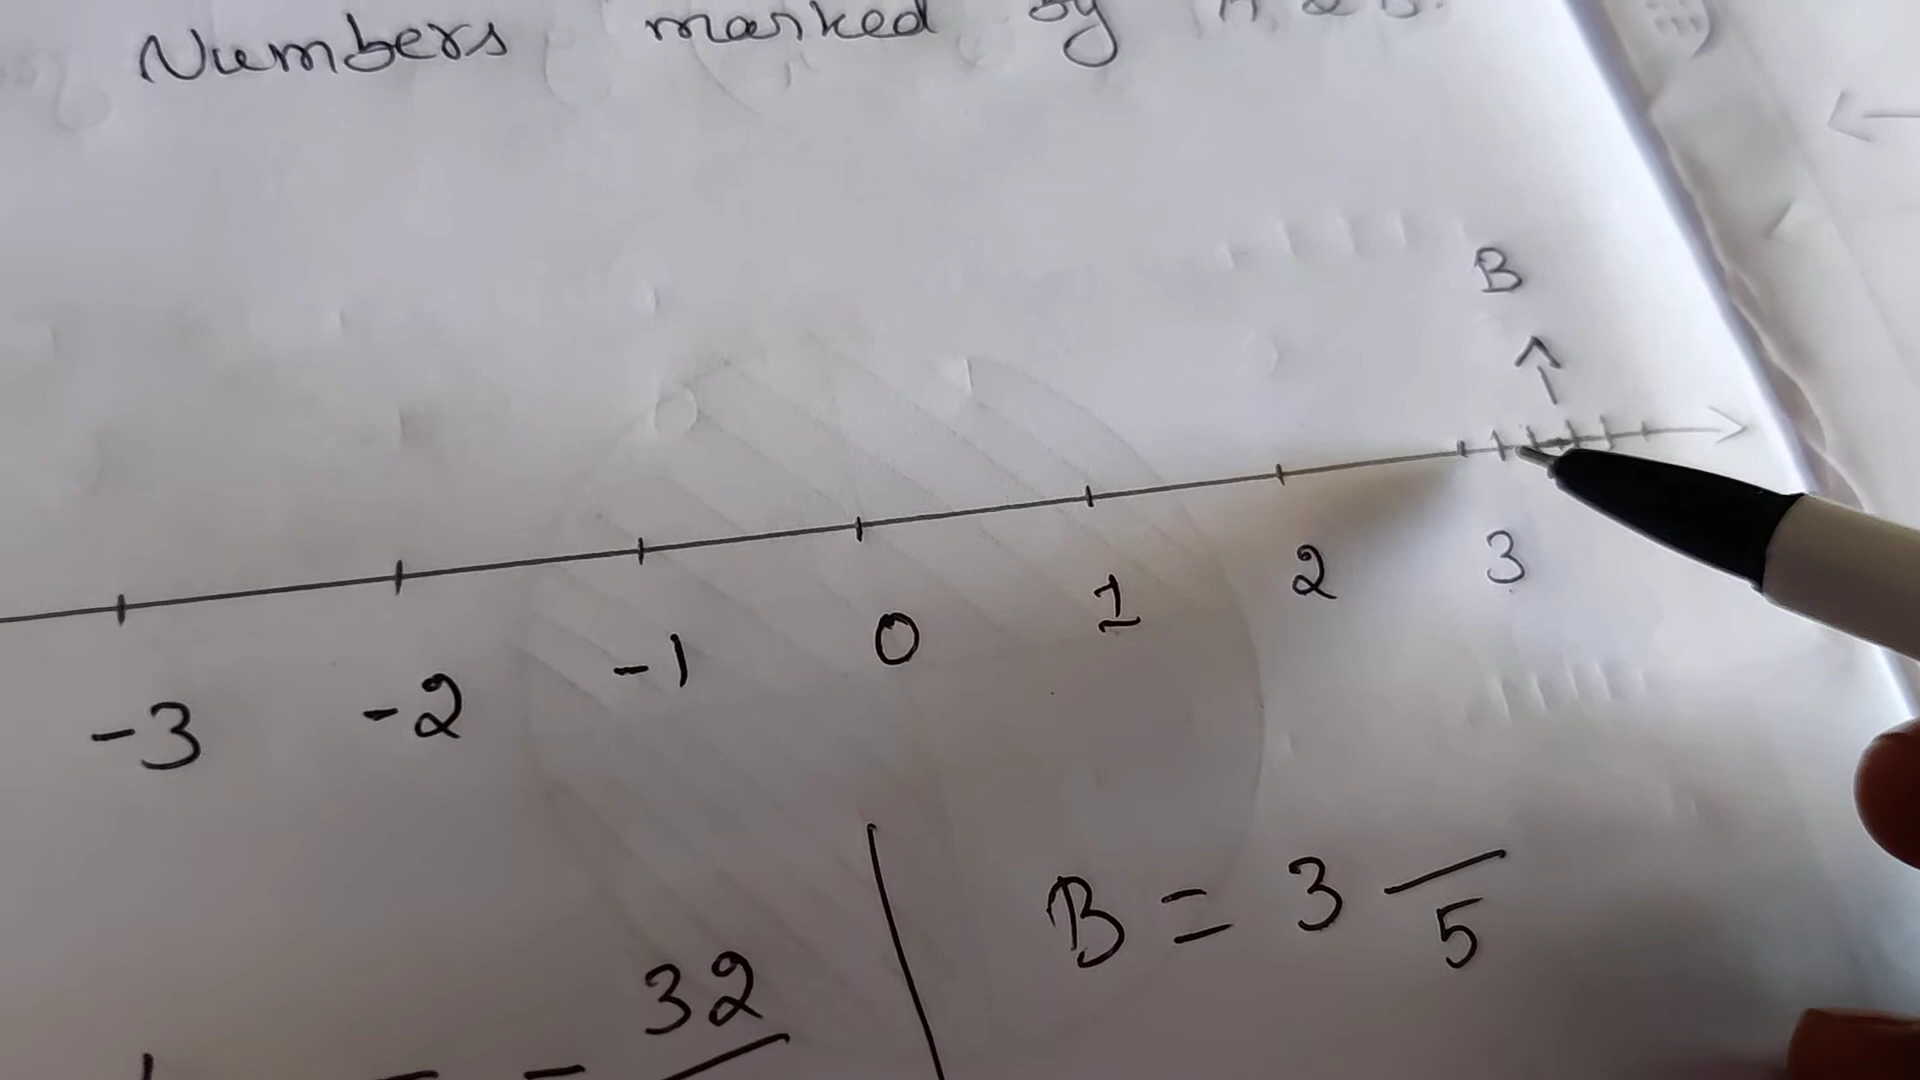 Numbers marked by A & B.
B
-3 -2 -1 0 1 2 3
B = 3 —/5
- 32